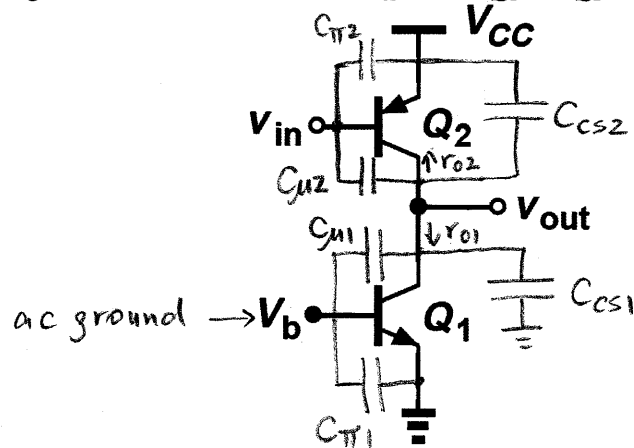 Cπ2
VCC
vin
Q2
CCS2
ro2
Cμ2
vout
Cμ1
ro1
CCS1
ac ground → Vb
Q1
Cπ1